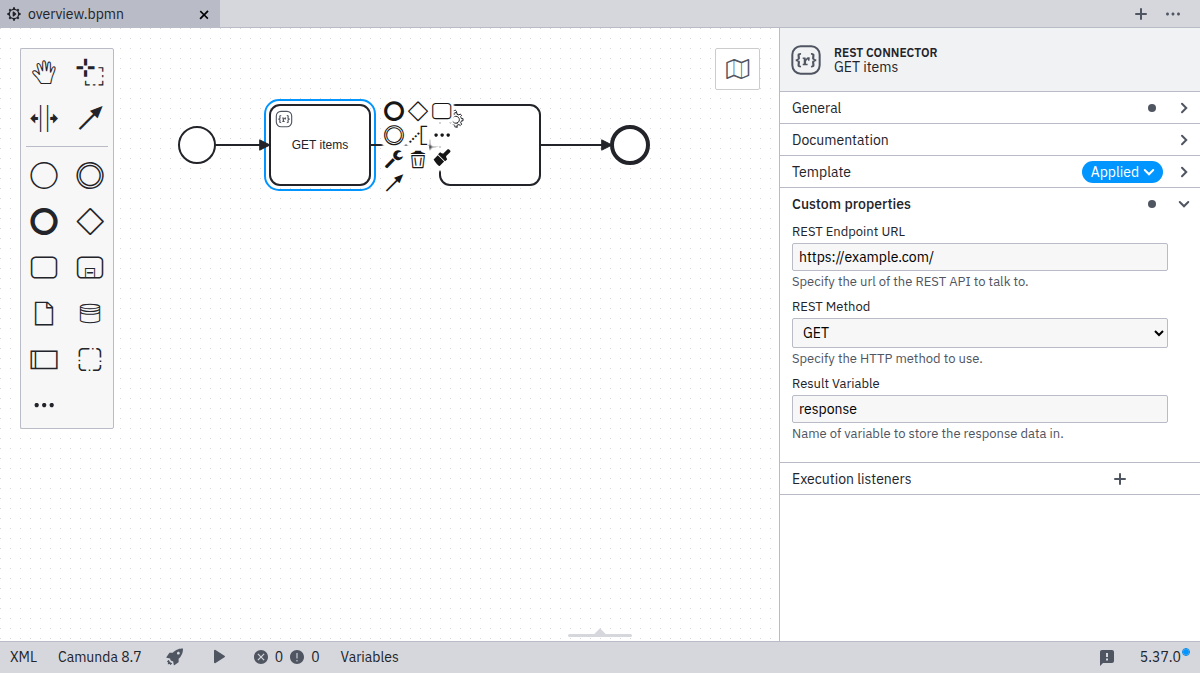 overview.bpmn
REST CONNECTOR
GET items
{r}
{r}
GET items
General
Documentation
Template
Applied
Custom properties
REST Endpoint URL
https://example.com/
Specify the url of the REST API to talk to.
REST Method
GET
Specify the HTTP method to use.
Result Variable
response
Name of variable to store the response data in.
Execution listeners
XML
Camunda 8.7
0
0
Variables
5.37.0